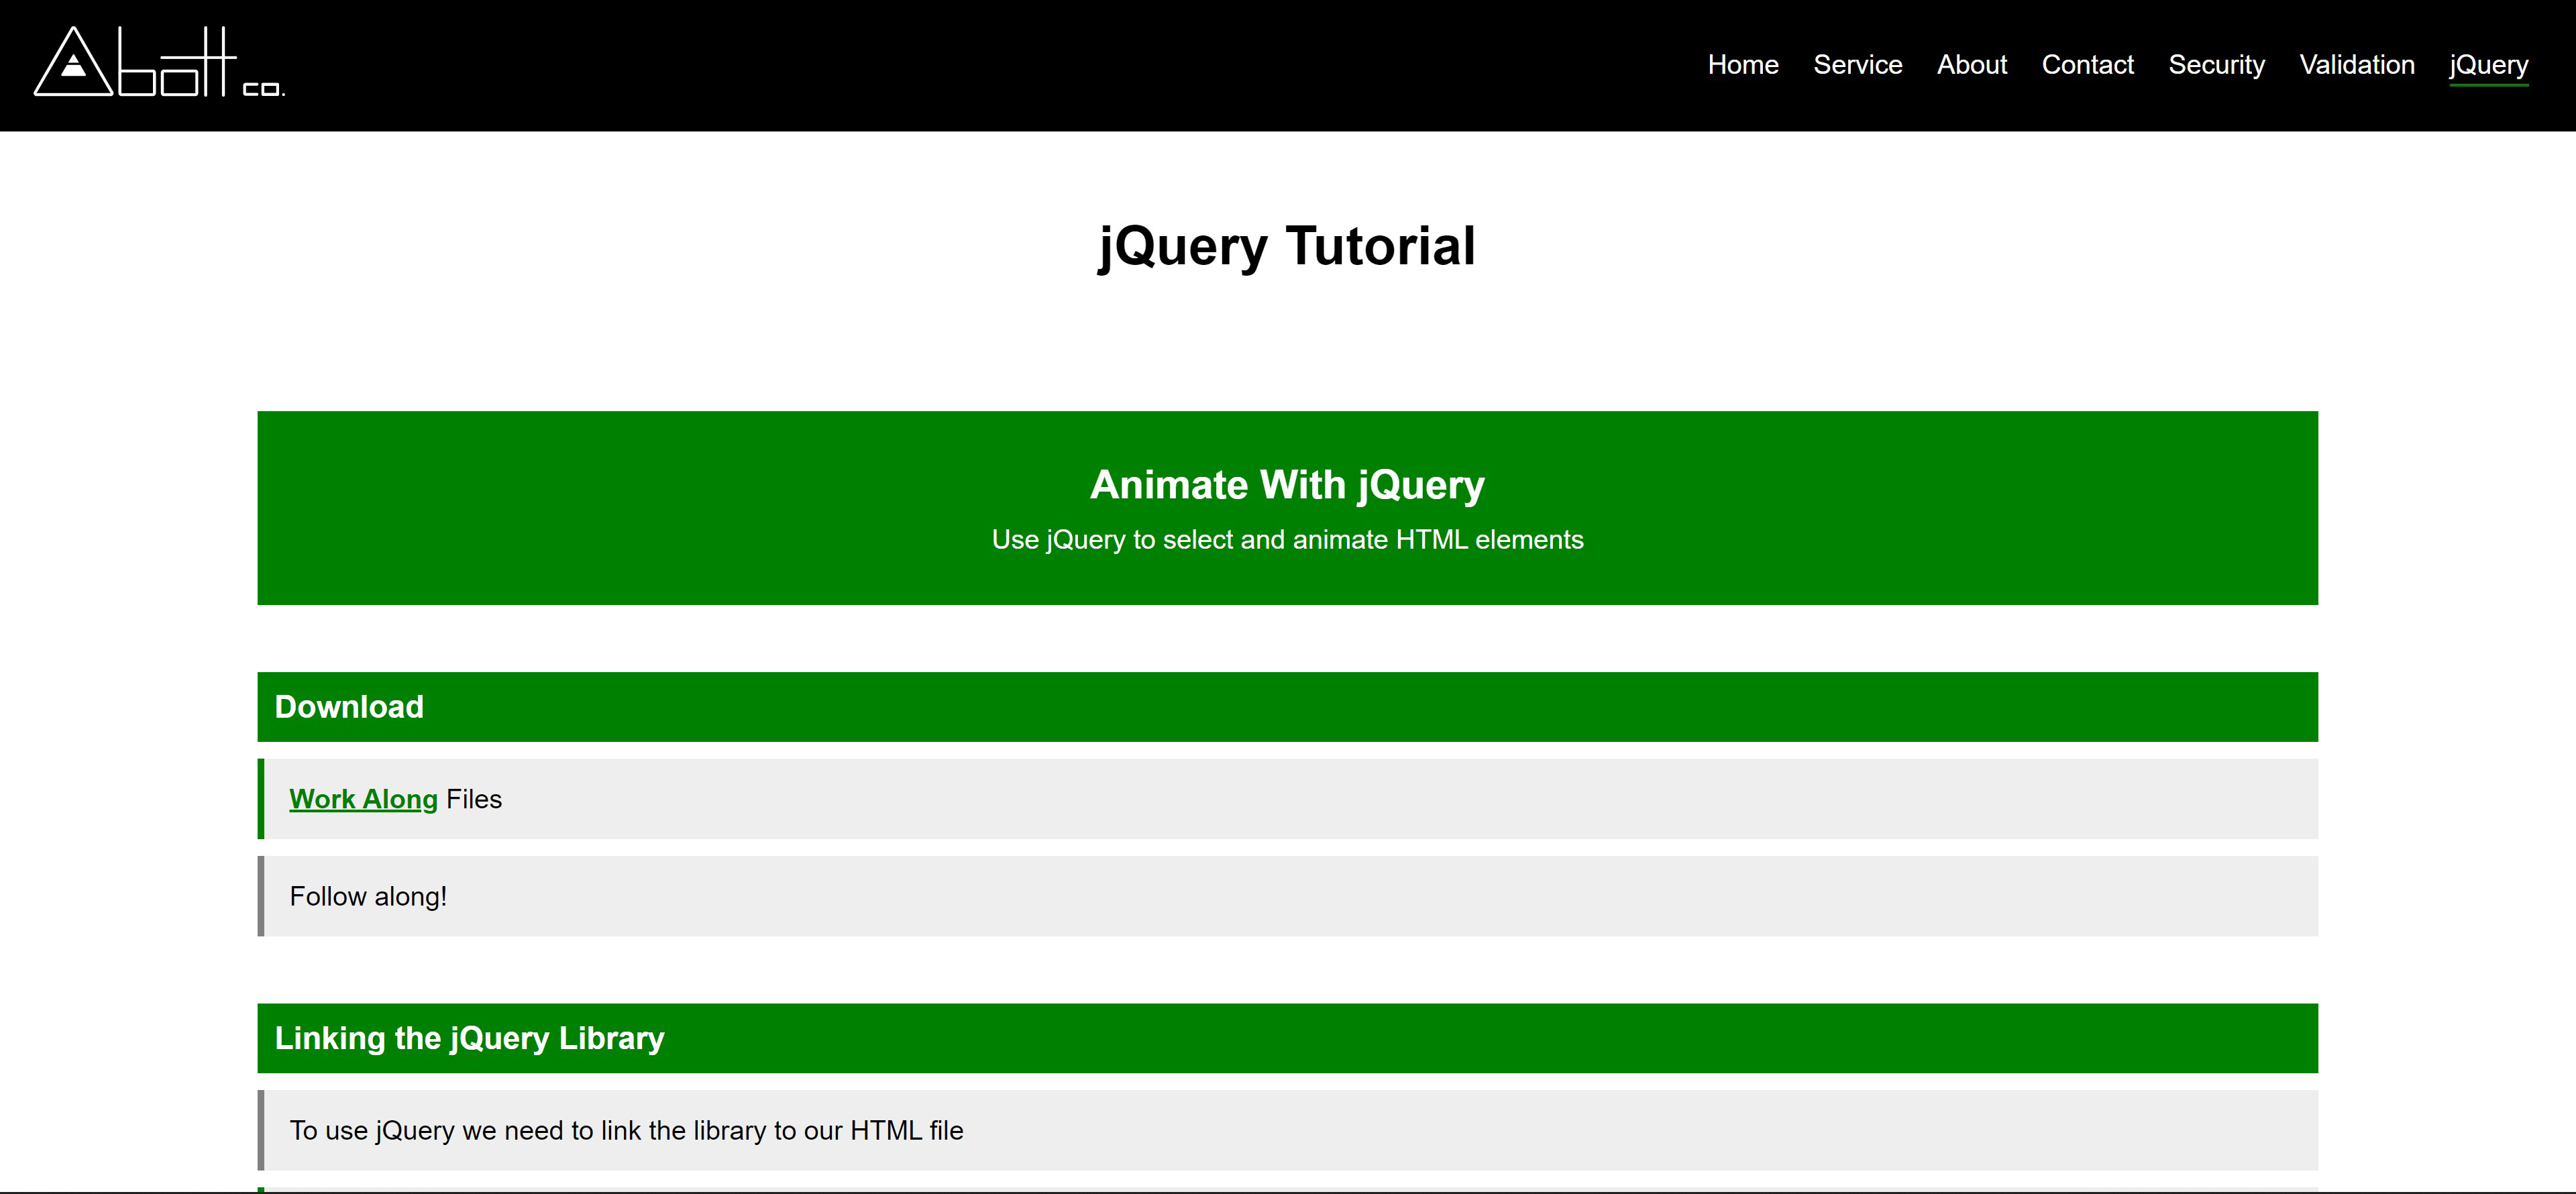 Abatt co.
Home Service About Contact Security Validation jQuery
jQuery Tutorial
Animate With jQuery
Use jQuery to select and animate HTML elements
Download
Work Along Files
Follow along!
Linking the jQuery Library
To use jQuery we need to link the library to our HTML file